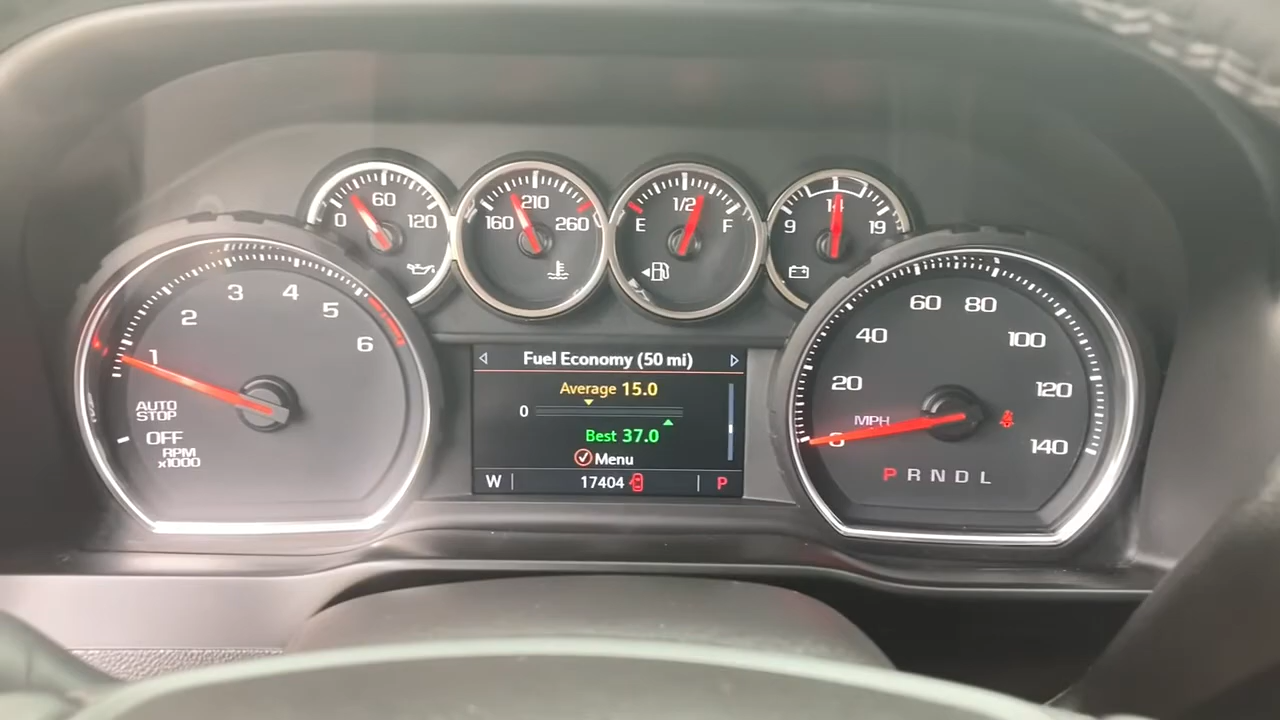 0 60 120
160 210 260
E 1/2 F
9 14 19
1 2 3 4 5 6
AUTO
STOP
OFF
RPM
x1000
Fuel Economy (50 mi)
Average 15.0
0
Best 37.0
Menu
W 17404 P
0 20 40 60 80 100 120 140
MPH
P R N D L